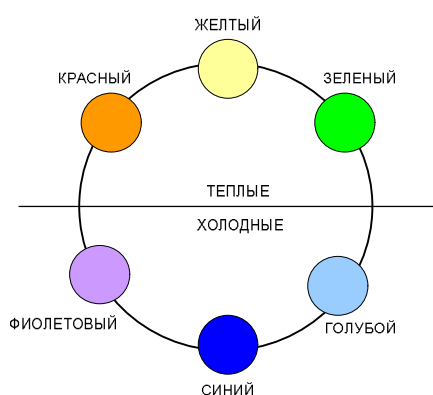 ЖЕЛТЫЙ
КРАСНЫЙ
ЗЕЛЕНЫЙ
ТЕПЛЫЕ
ХОЛОДНЫЕ
ФИОЛЕТОВЫЙ
ГОЛУБОЙ
СИНИЙ